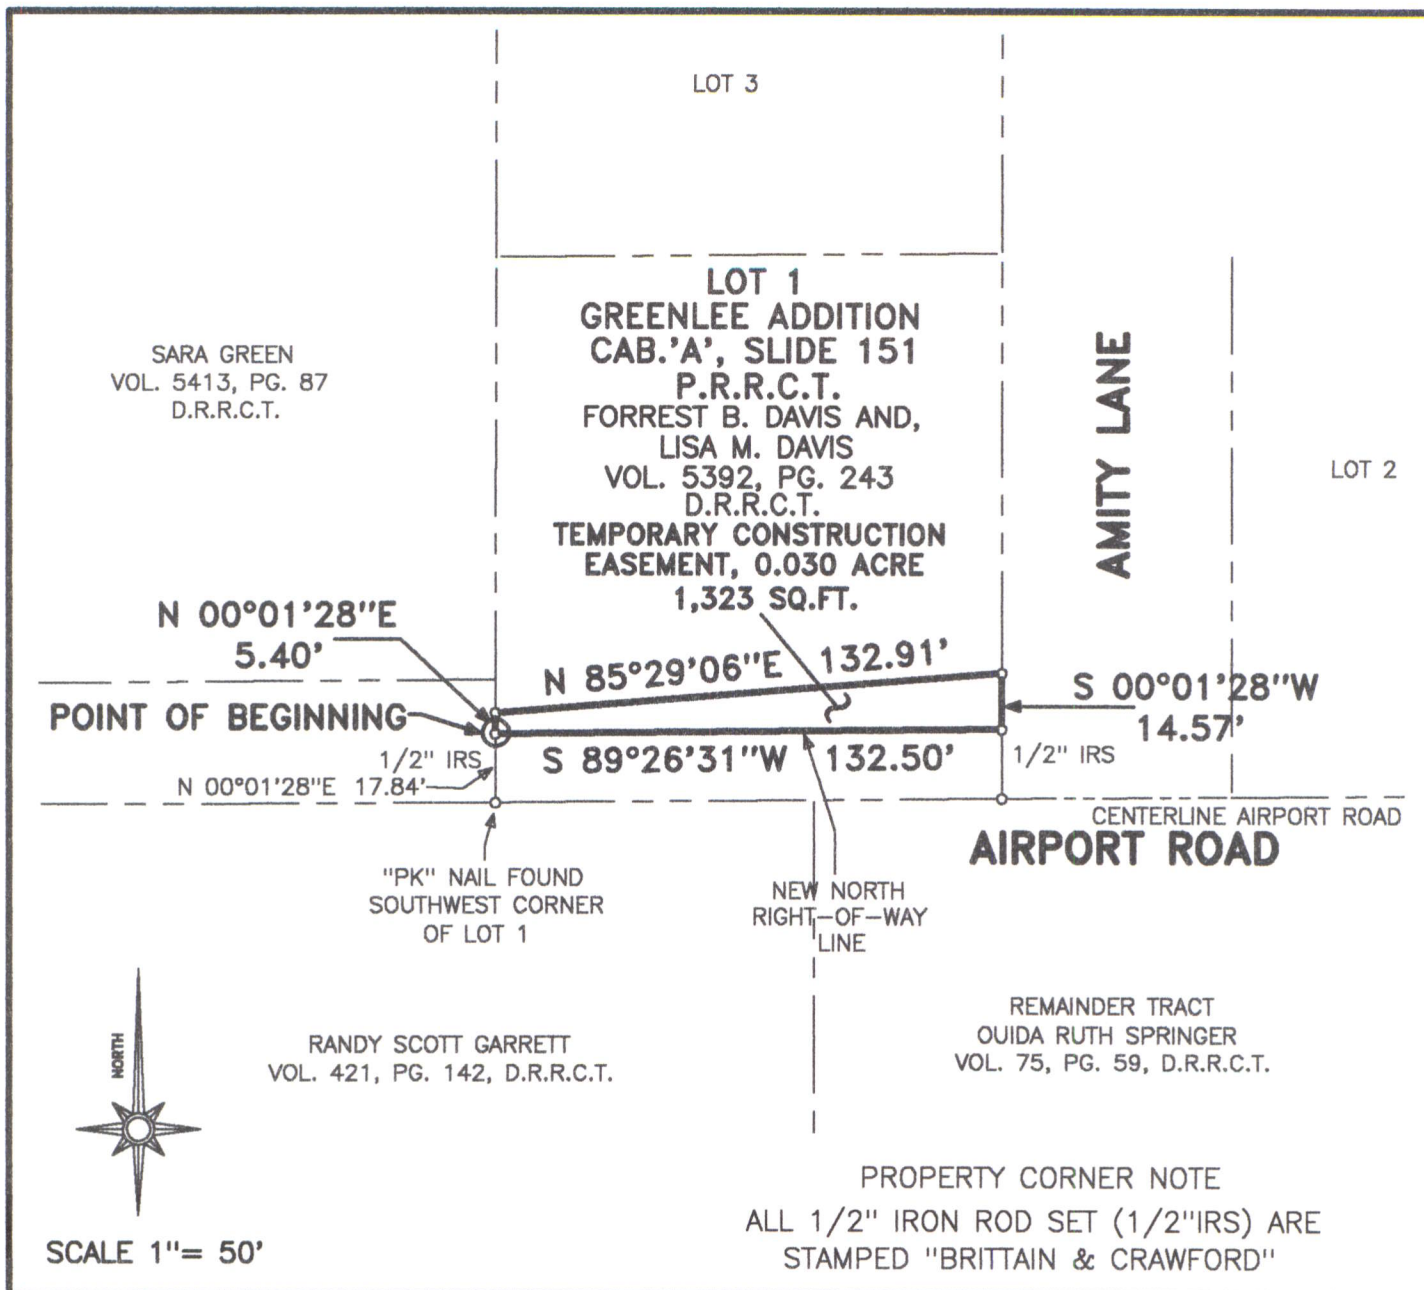 LOT 3
LOT 1
GREENLEE ADDITION
CAB.'A', SLIDE 151
P.R.R.C.T.
FORREST B. DAVIS AND,
LISA M. DAVIS
VOL. 5392, PG. 243
D.R.R.C.T.
TEMPORARY CONSTRUCTION
EASEMENT, 0.030 ACRE
1,323 SQ.FT.
SARA GREEN
VOL. 5413, PG. 87
D.R.R.C.T.
AMITY LANE
LOT 2
N 00°01'28"E
5.40'
N 85°29'06"E 132.91'
S 00°01'28"W
14.57'
POINT OF BEGINNING
1/2" IRS
S 89°26'31"W 132.50'
1/2" IRS
N 00°01'28"E 17.84'
CENTERLINE AIRPORT ROAD
AIRPORT ROAD
"PK" NAIL FOUND
SOUTHWEST CORNER
OF LOT 1
NEW NORTH
RIGHT-OF-WAY
LINE
RANDY SCOTT GARRETT
VOL. 421, PG. 142, D.R.R.C.T.
REMAINDER TRACT
OUIDA RUTH SPRINGER
VOL. 75, PG. 59, D.R.R.C.T.
NORTH
SCALE 1"= 50'
PROPERTY CORNER NOTE
ALL 1/2" IRON ROD SET (1/2"IRS) ARE
STAMPED "BRITTAIN & CRAWFORD"